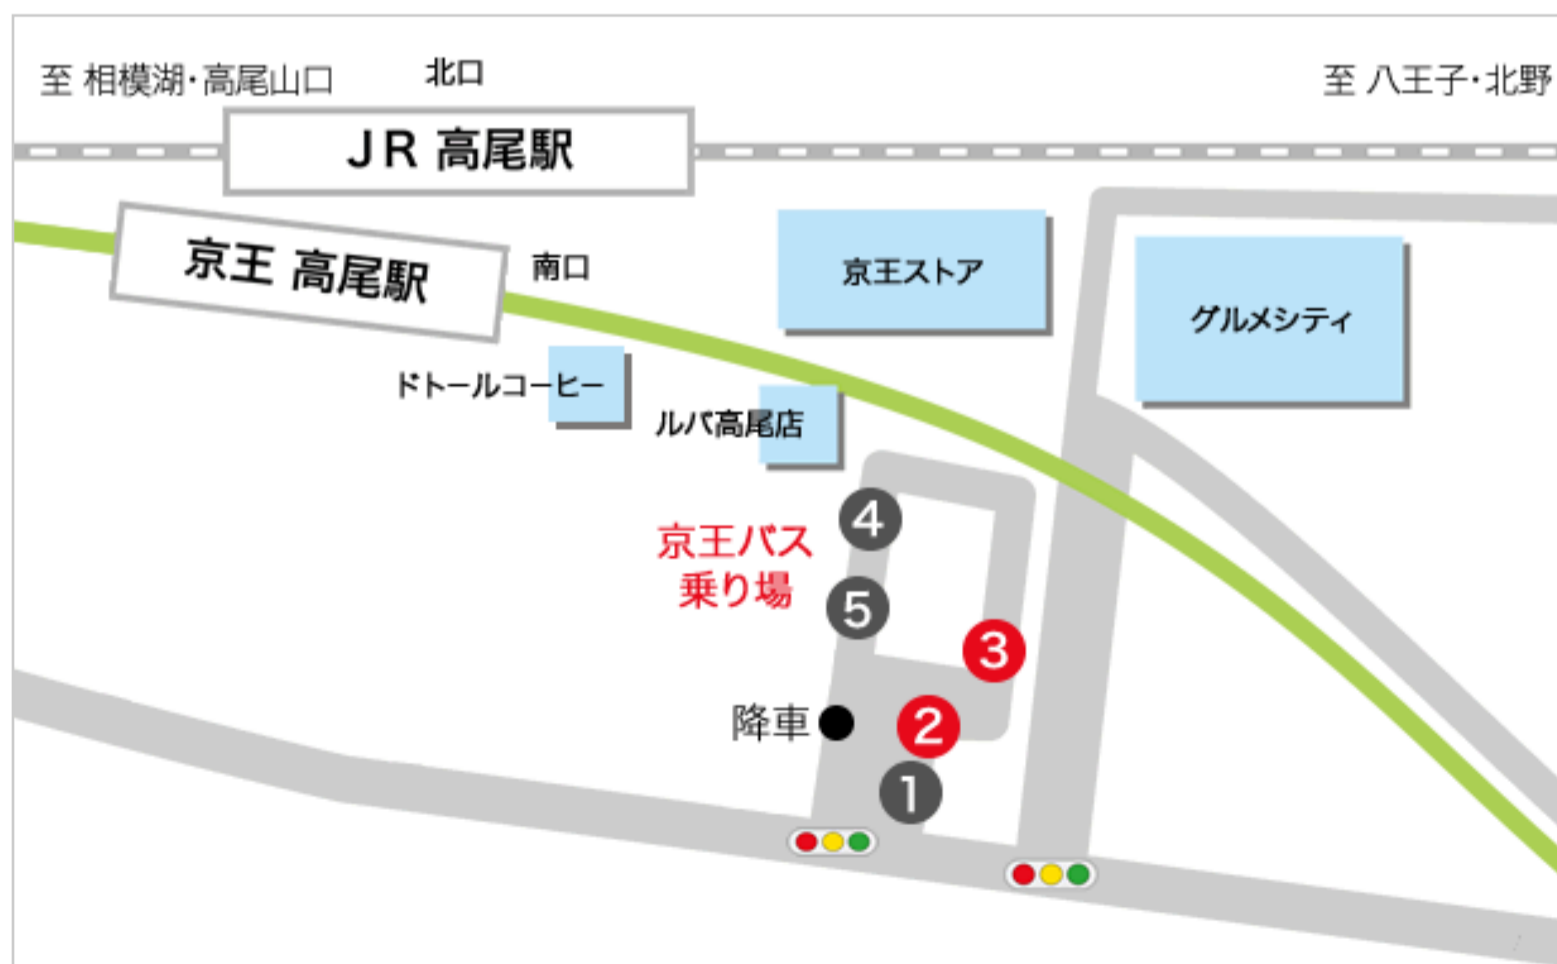 至 相模湖・高尾山口
北口
至 八王子・北野
JR 高尾駅
京王 高尾駅
南口
京王ストア
グルメシティ
ドトールコーヒー
ルパ高尾店
4
京王バス
乗り場
5
3
降車
2
1